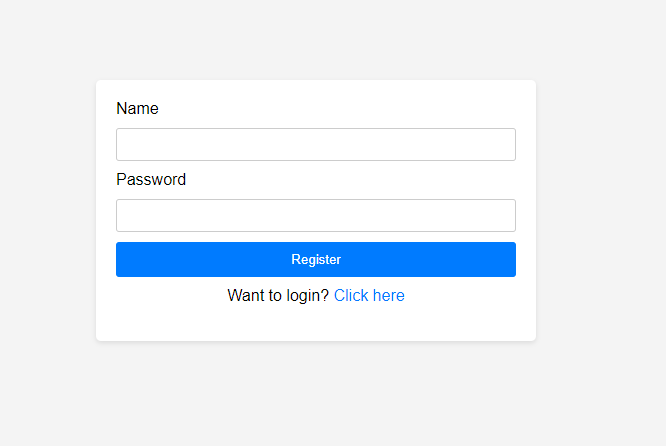 Name
Password
Register
Want to login? Click here